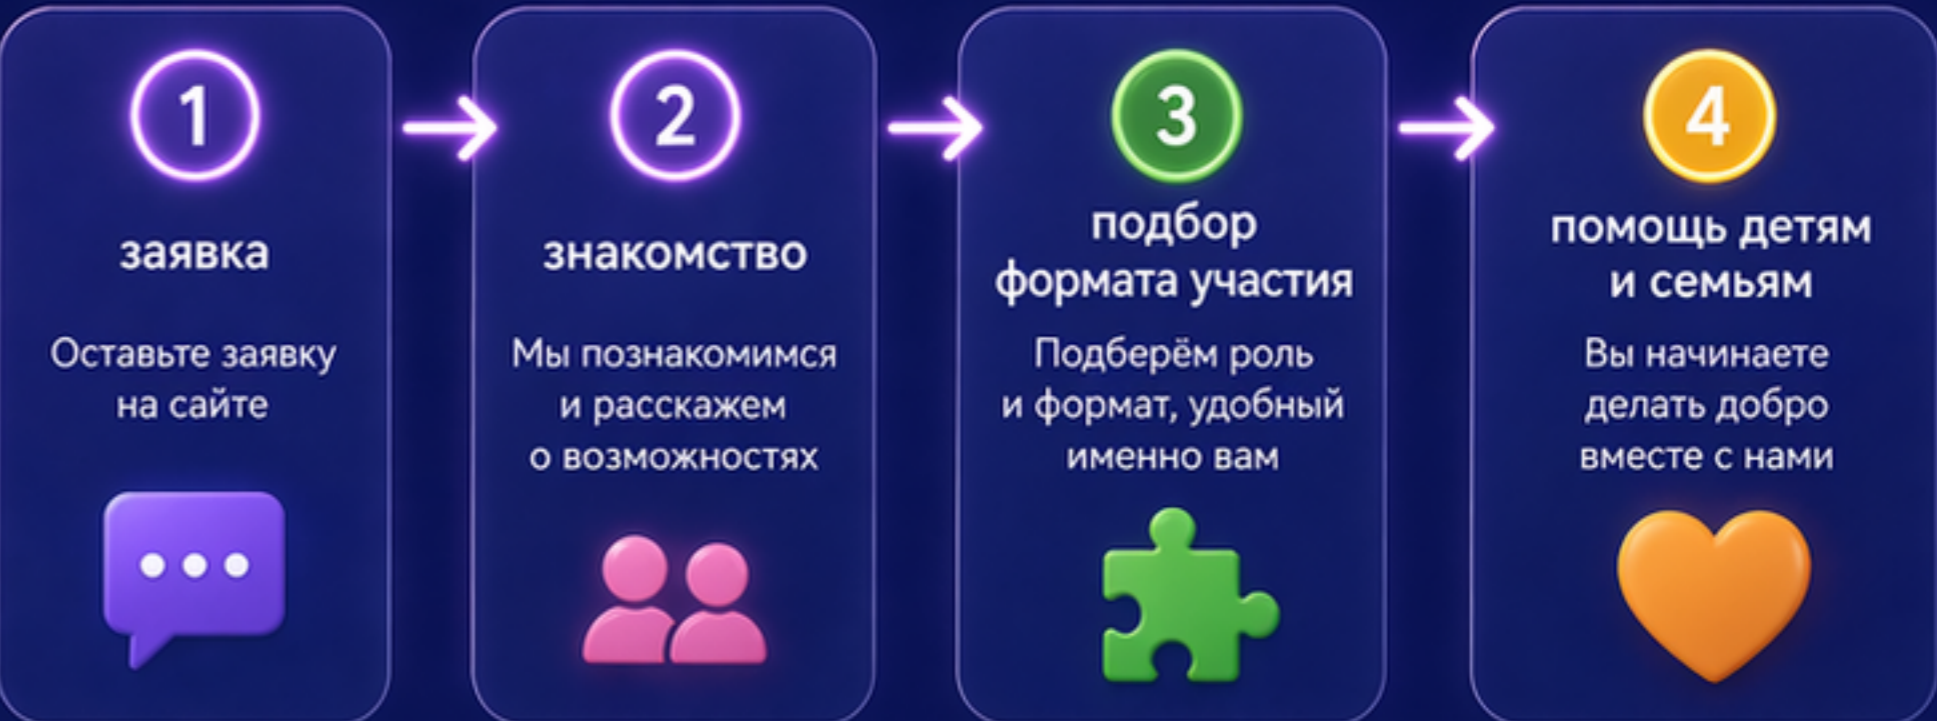 1
заявка
Оставьте заявку
на сайте
2
знакомство
Мы познакомимся
и расскажем
о возможностях
3
подбор
формата участия
Подберём роль
и формат, удобный
именно вам
4
помощь детям
и семьям
Вы начинаете
делать добро
вместе с нами